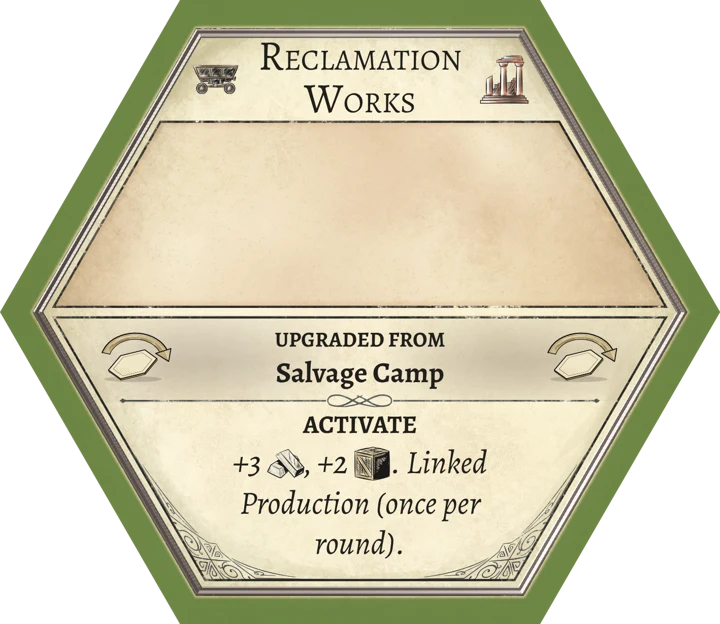 Reclamation
Works
UPGRADED FROM
Salvage Camp
ACTIVATE
+3 , +2 . Linked
Production (once per
round).